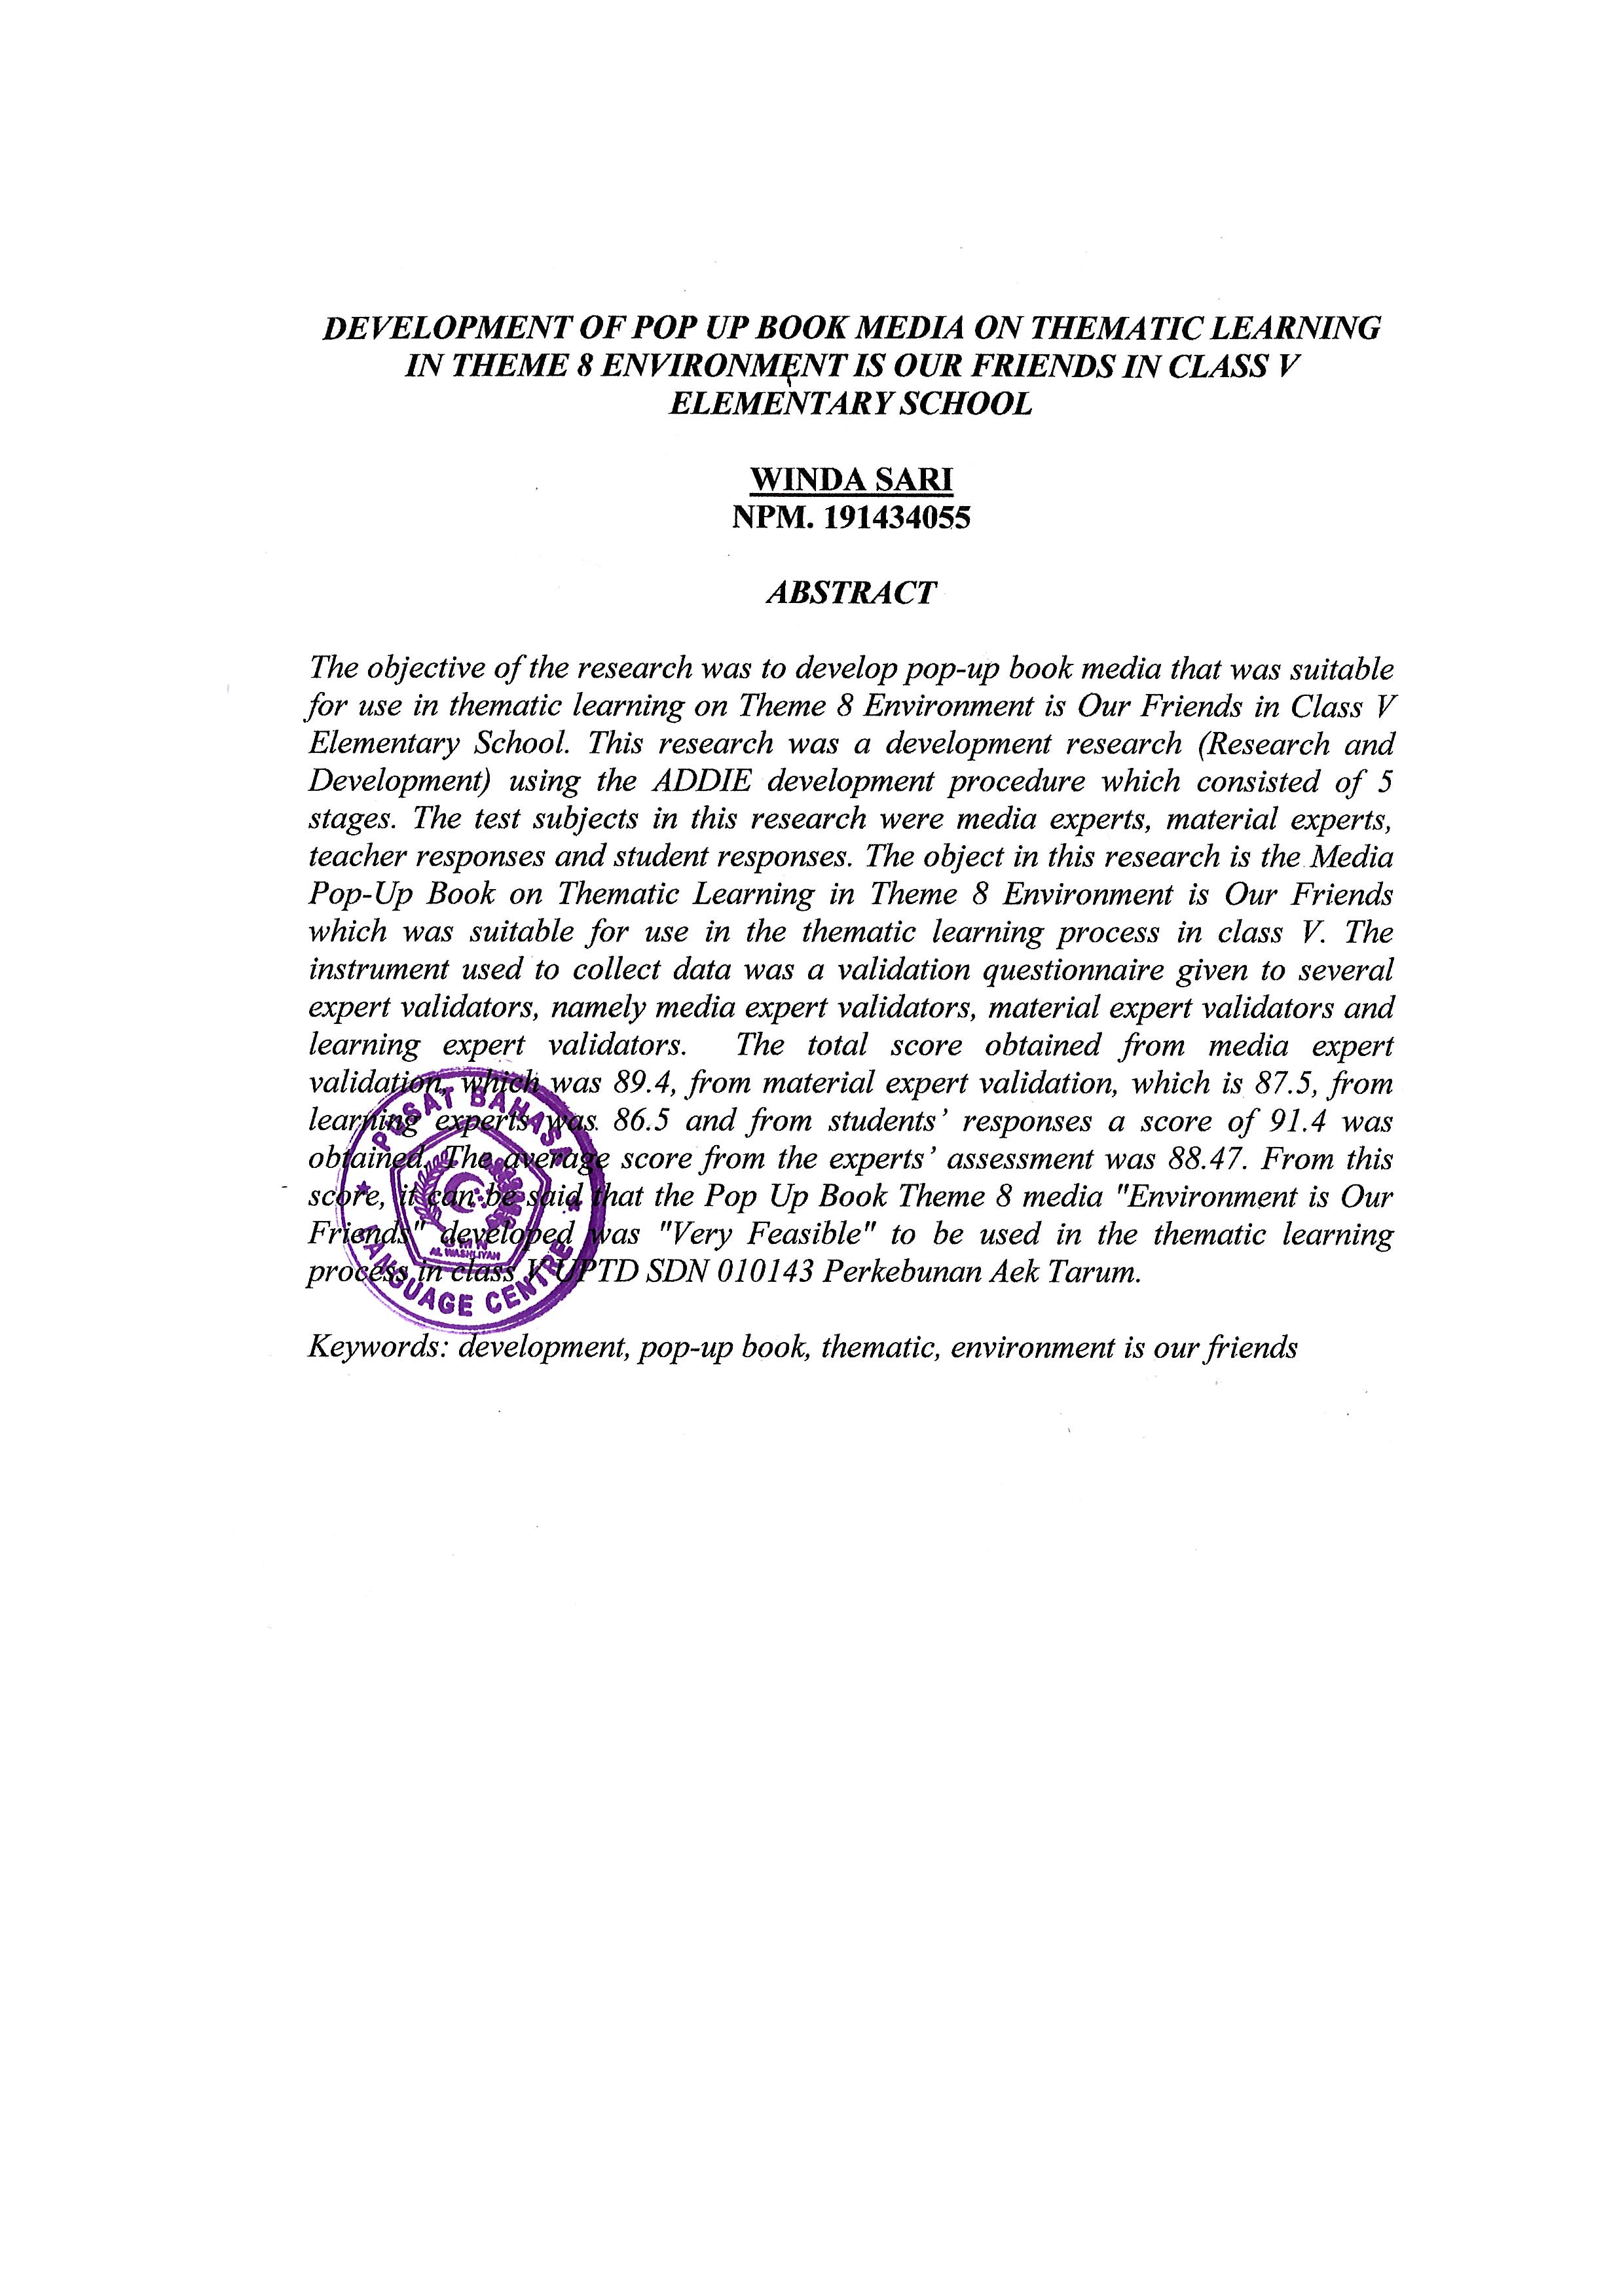 DEVELOPMENT OF POP UP BOOK MEDIA ON THEMATIC LEARNING
IN THEME 8 ENVIRONMENT IS OUR FRIENDS IN CLASS V
ELEMENTARY SCHOOL
WINDA SARI
NPM. 191434055
ABSTRACT
The objective of the research was to develop pop-up book media that was suitable
for use in thematic learning on Theme 8 Environment is Our Friends in Class V
Elementary School. This research was a development research (Research and
Development) using the ADDIE development procedure which consisted of 5
stages. The test subjects in this research were media experts, material experts,
teacher responses and student responses. The object in this research is the Media
Pop-Up Book on Thematic Learning in Theme 8 Environment is Our Friends
which was suitable for use in the thematic learning process in class V. The
instrument used to collect data was a validation questionnaire given to several
expert validators, namely media expert validators, material expert validators and
learning expert validators. The total score obtained from media expert
validation, which was 89.4, from material expert validation, which is 87.5, from
learning experts was 86.5 and from students' responses a score of 91.4 was
obtained. The average score from the experts' assessment was 88.47. From this
score, it can be said that the Pop Up Book Theme 8 media "Environment is Our
Friends" developed was "Very Feasible" to be used in the thematic learning
process in class V UPTD SDN 010143 Perkebunan Aek Tarum.
Keywords: development, pop-up book, thematic, environment is our friends
PUSAT BAHASA
UMN
AL WASHLIYAH
LANGUAGE CENTRE